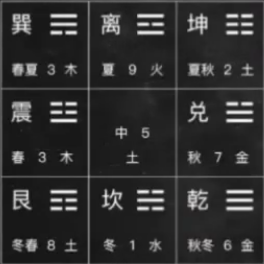 巽 ☴ 离 ☲ 坤 ☷
春夏 3 木 夏 9 火 夏秋 2 土
震 ☳ 中 5 兑 ☱
春 3 木 土 秋 7 金
艮 ☶ 坎 ☵ 乾 ☰
冬春 8 土 冬 1 水 秋冬 6 金